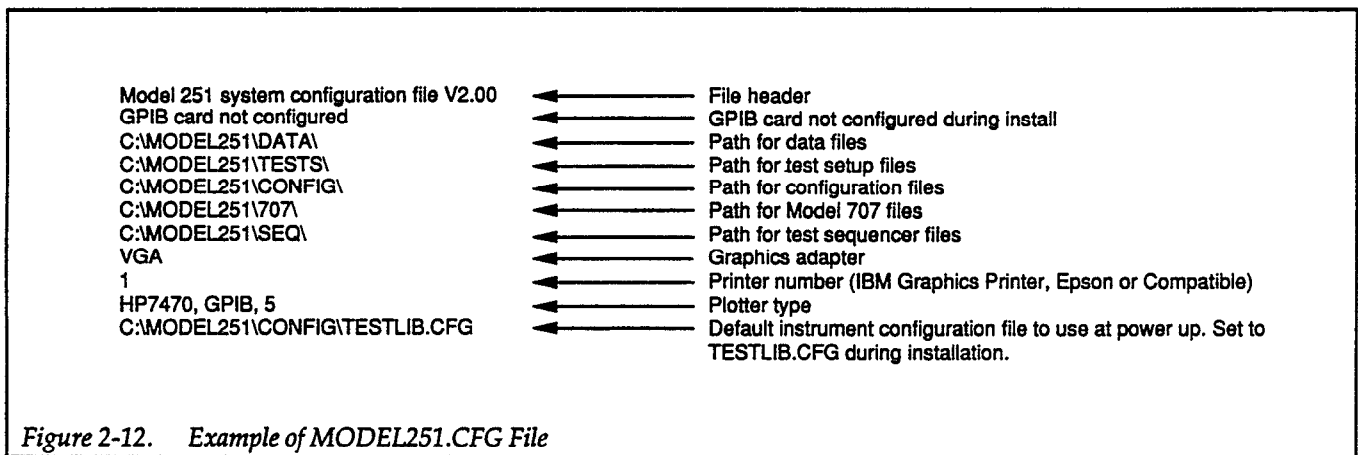 Model 251 system configuration file V2.00 File header
GPIB card not configured GPIB card not configured during install
C:\MODEL251\DATA\ Path for data files
C:\MODEL251\TESTS\ Path for test setup files
C:\MODEL251\CONFIG\ Path for configuration files
C:\MODEL251\707\ Path for Model 707 files
C:\MODEL251\SEQ\ Path for test sequencer files
VGA Graphics adapter
1 Printer number (IBM Graphics Printer, Epson or Compatible)
HP7470, GPIB, 5 Plotter type
C:\MODEL251\CONFIG\TESTLIB.CFG Default instrument configuration file to use at power up. Set to
TESTLIB.CFG during installation.
Figure 2-12. Example of MODEL251.CFG File